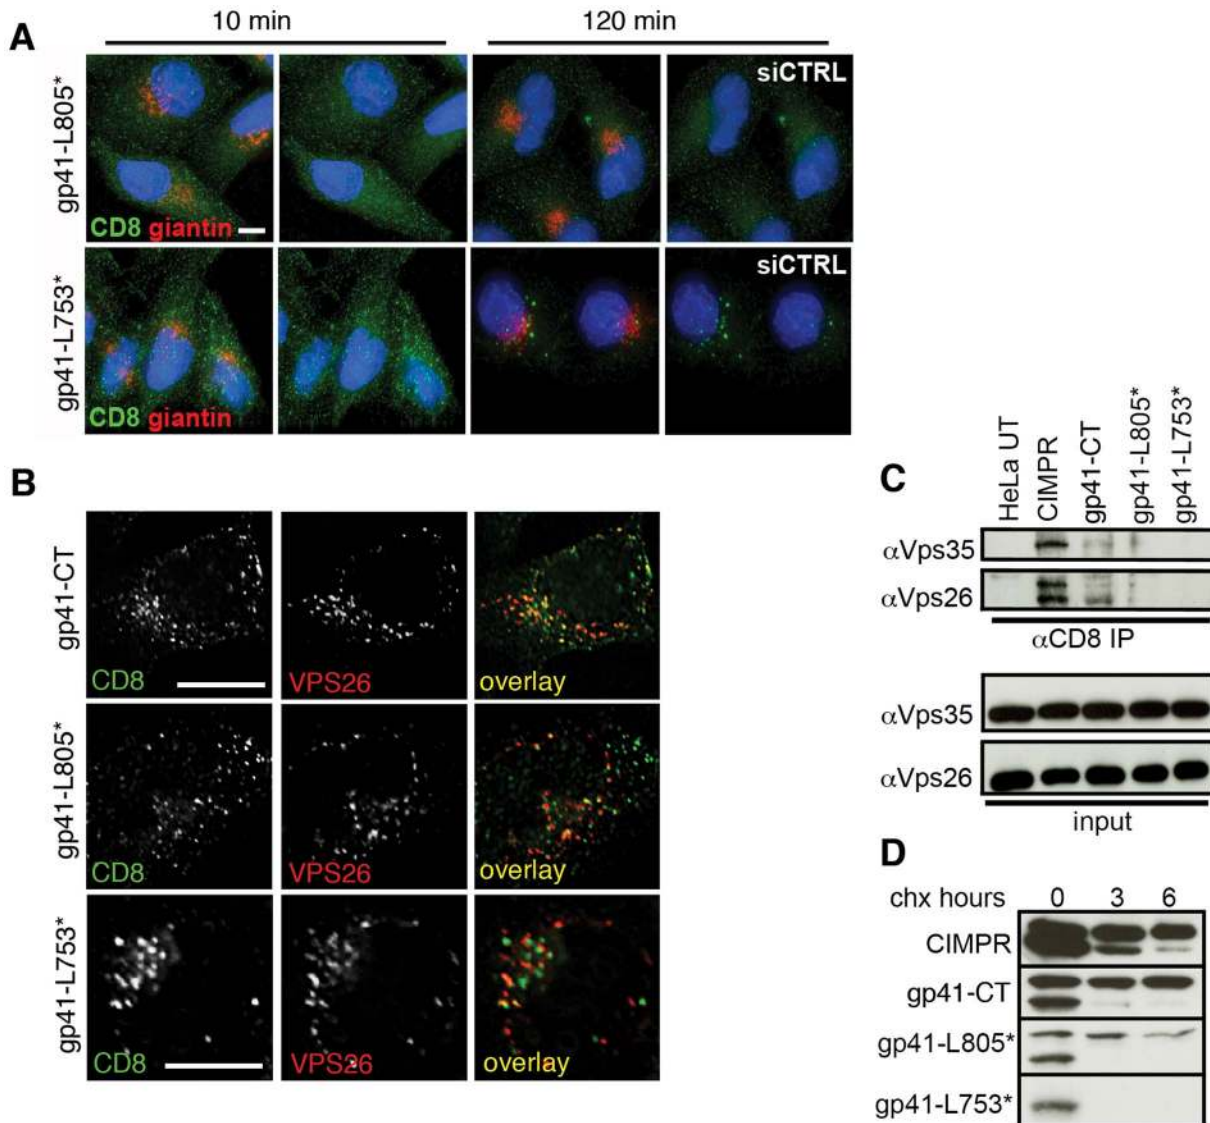 A
10 min 120 min
gp41-L805*
siCTRL
CD8 giantin
gp41-L753*
siCTRL
CD8 giantin
B
gp41-CT
CD8 VPS26 overlay
gp41-L805*
CD8 VPS26 overlay
gp41-L753*
CD8 VPS26 overlay
C
HeLa UT CIMPR gp41-CT gp41-L805* gp41-L753*
αVps35
αVps26
αCD8 IP
αVps35
αVps26
input
D
chx hours 0 3 6
CIMPR
gp41-CT
gp41-L805*
gp41-L753*